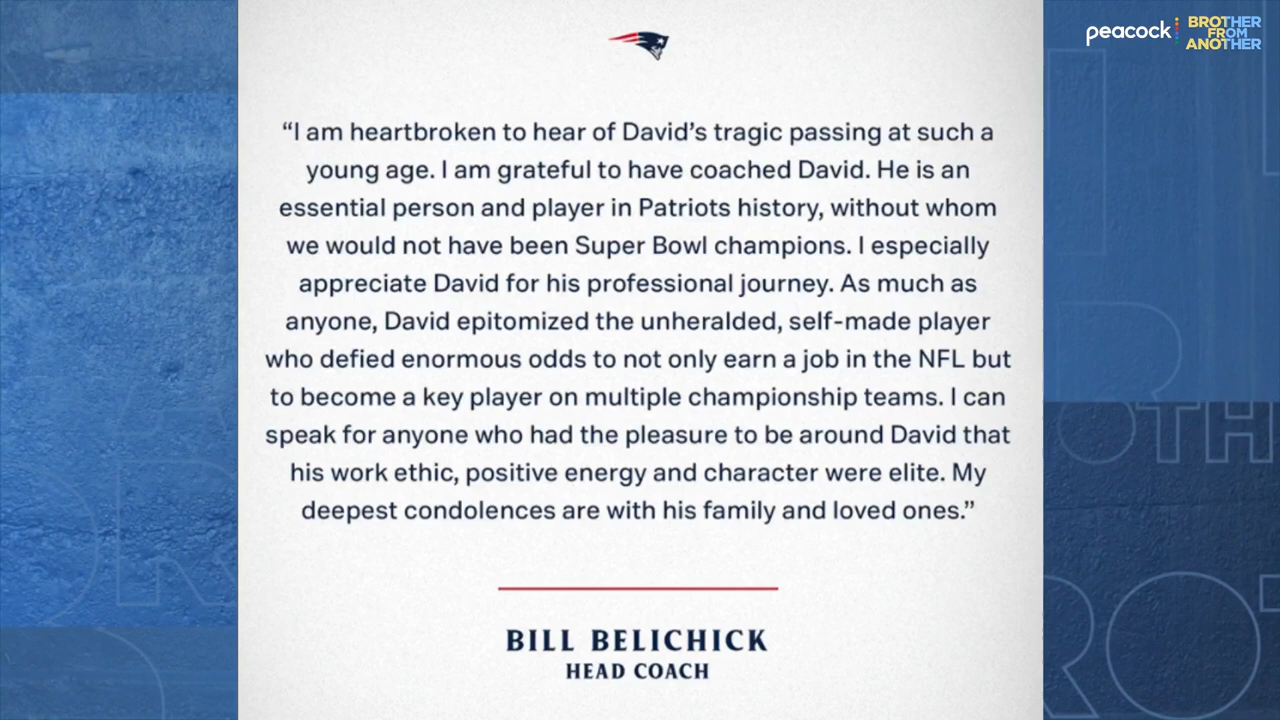 peacock
BROTHER
FROM
ANOTHER
“I am heartbroken to hear of David’s tragic passing at such a
young age. I am grateful to have coached David. He is an
essential person and player in Patriots history, without whom
we would not have been Super Bowl champions. I especially
appreciate David for his professional journey. As much as
anyone, David epitomized the unheralded, self-made player
who defied enormous odds to not only earn a job in the NFL but
to become a key player on multiple championship teams. I can
speak for anyone who had the pleasure to be around David that
his work ethic, positive energy and character were elite. My
deepest condolences are with his family and loved ones.”
BILL BELICHICK
HEAD COACH